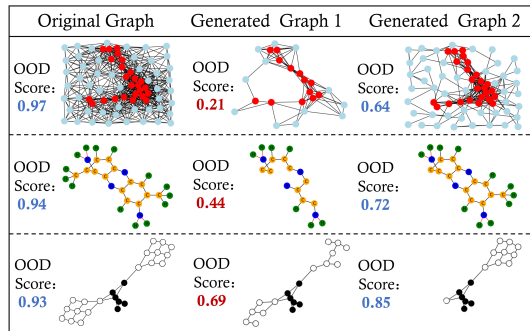 Original Graph Generated Graph 1 Generated Graph 2
OOD Score: 0.97 OOD Score: 0.21 OOD Score: 0.64
OOD Score: 0.94 OOD Score: 0.44 OOD Score: 0.72
OOD Score: 0.93 OOD Score: 0.69 OOD Score: 0.85